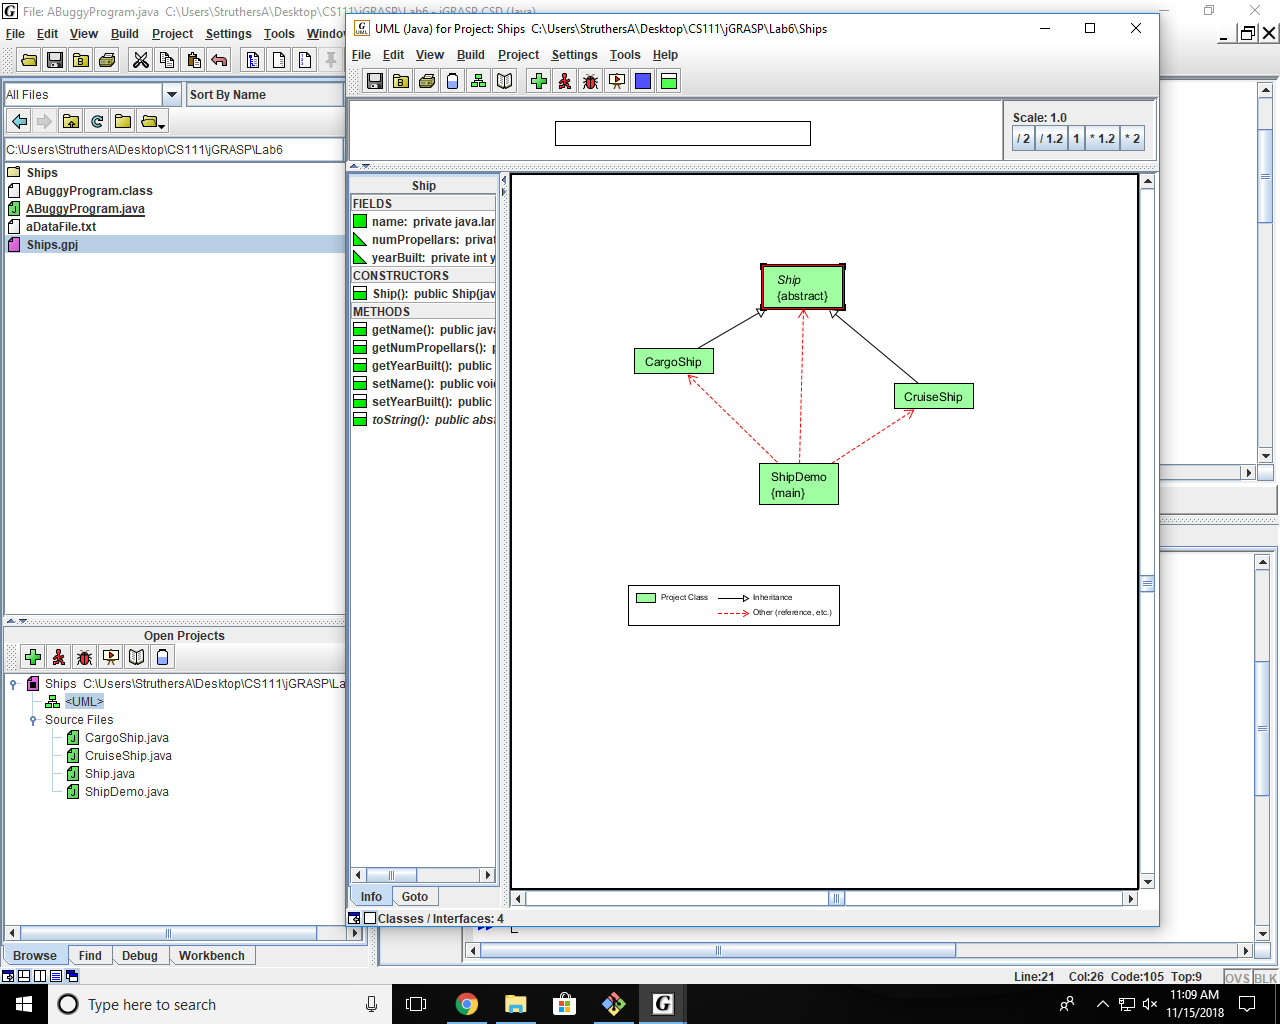 File: ABuggyProgram.java  C:\Users\StruthersA\Desktop\CS111\jGRASP\Lab6 - jGRASP CSD (Java)
File Edit View Build Project Settings Tools Windo
All Files
Sort By Name
C:\Users\StruthersA\Desktop\CS111\jGRASP\Lab6
Ships
ABuggyProgram.class
ABuggyProgram.java
aDataFile.txt
Ships.gpj
Open Projects
Ships  C:\Users\StruthersA\Desktop\CS111\jGRASP\La
<UML>
Source Files
CargoShip.java
CruiseShip.java
Ship.java
ShipDemo.java
Browse Find Debug Workbench
UML (Java) for Project: Ships  C:\Users\StruthersA\Desktop\CS111\jGRASP\Lab6\Ships
File Edit View Build Project Settings Tools Help
Scale: 1.0
/ 2 / 1.2 1 * 1.2 * 2
Ship
FIELDS
name: private java.lan
numPropellars: privat
yearBuilt: private int y
CONSTRUCTORS
Ship(): public Ship(jav
METHODS
getName(): public java
getNumPropellars(): p
getYearBuilt(): public
setName(): public voi
setYearBuilt(): public
toString(): public abst
Info Goto
Classes / Interfaces: 4
Ship
{abstract}
CargoShip
CruiseShip
ShipDemo
{main}
Project Class Inheritance
Other (reference, etc.)
Line:21 Col:26 Code:105 Top:9 OVS BLK
Type here to search
11:09 AM
11/15/2018